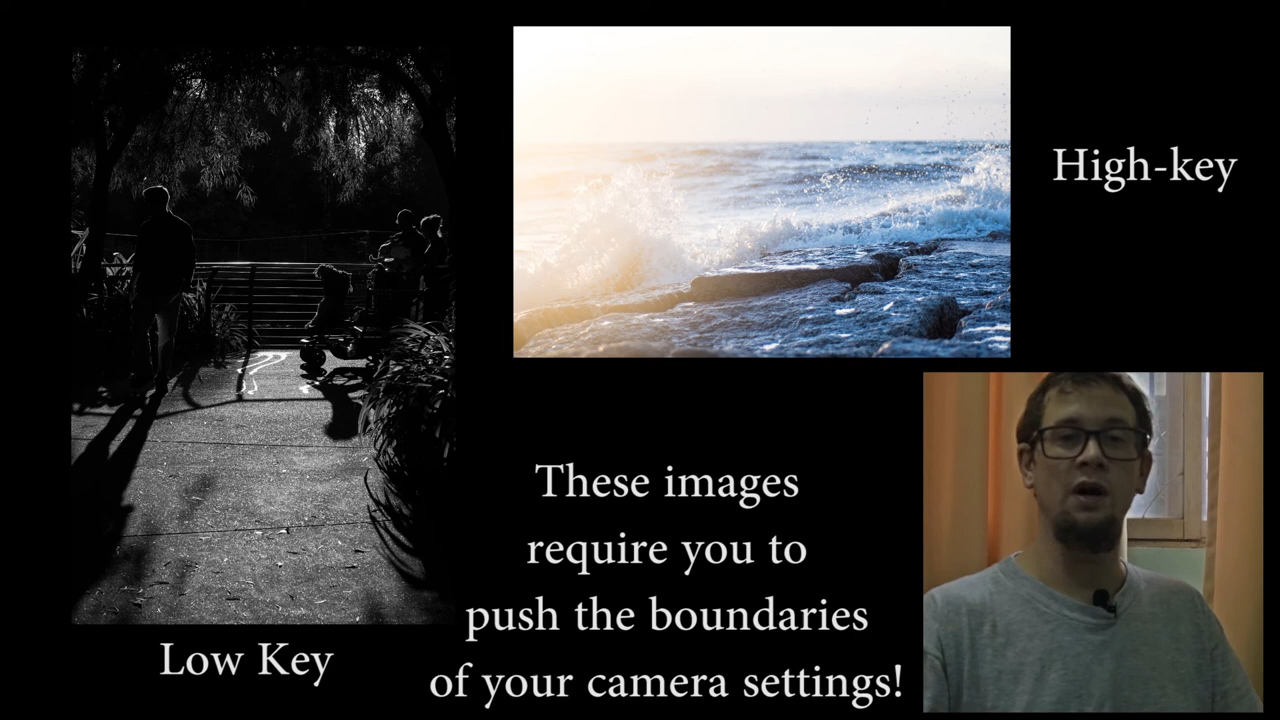 High-key
These images
require you to
push the boundaries
of your camera settings!
Low Key